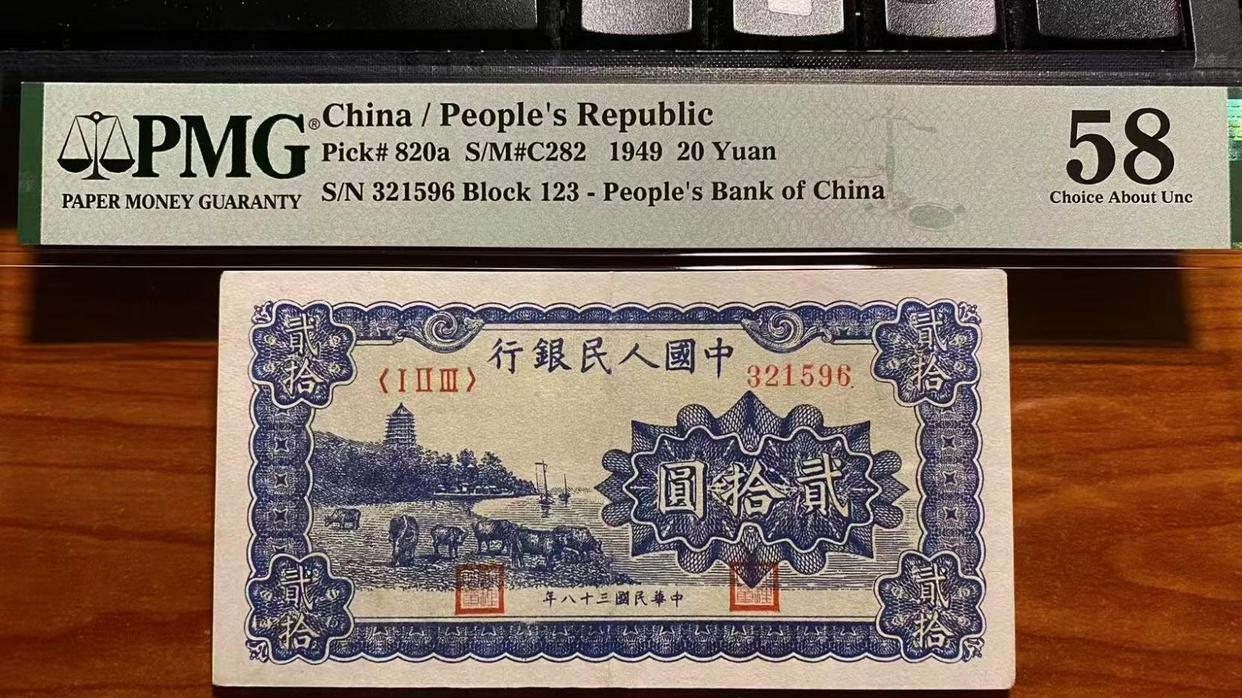 PMG®
PAPER MONEY GUARANTY
China / People's Republic
Pick# 820a S/M#C282 1949 20 Yuan
S/N 321596 Block 123 - People's Bank of China
58
Choice About Unc
行銀民人國中
〈ⅠⅡⅢ〉
321596
貳拾
貳拾
圓拾貳
貳拾
貳拾
年八十三國民華中